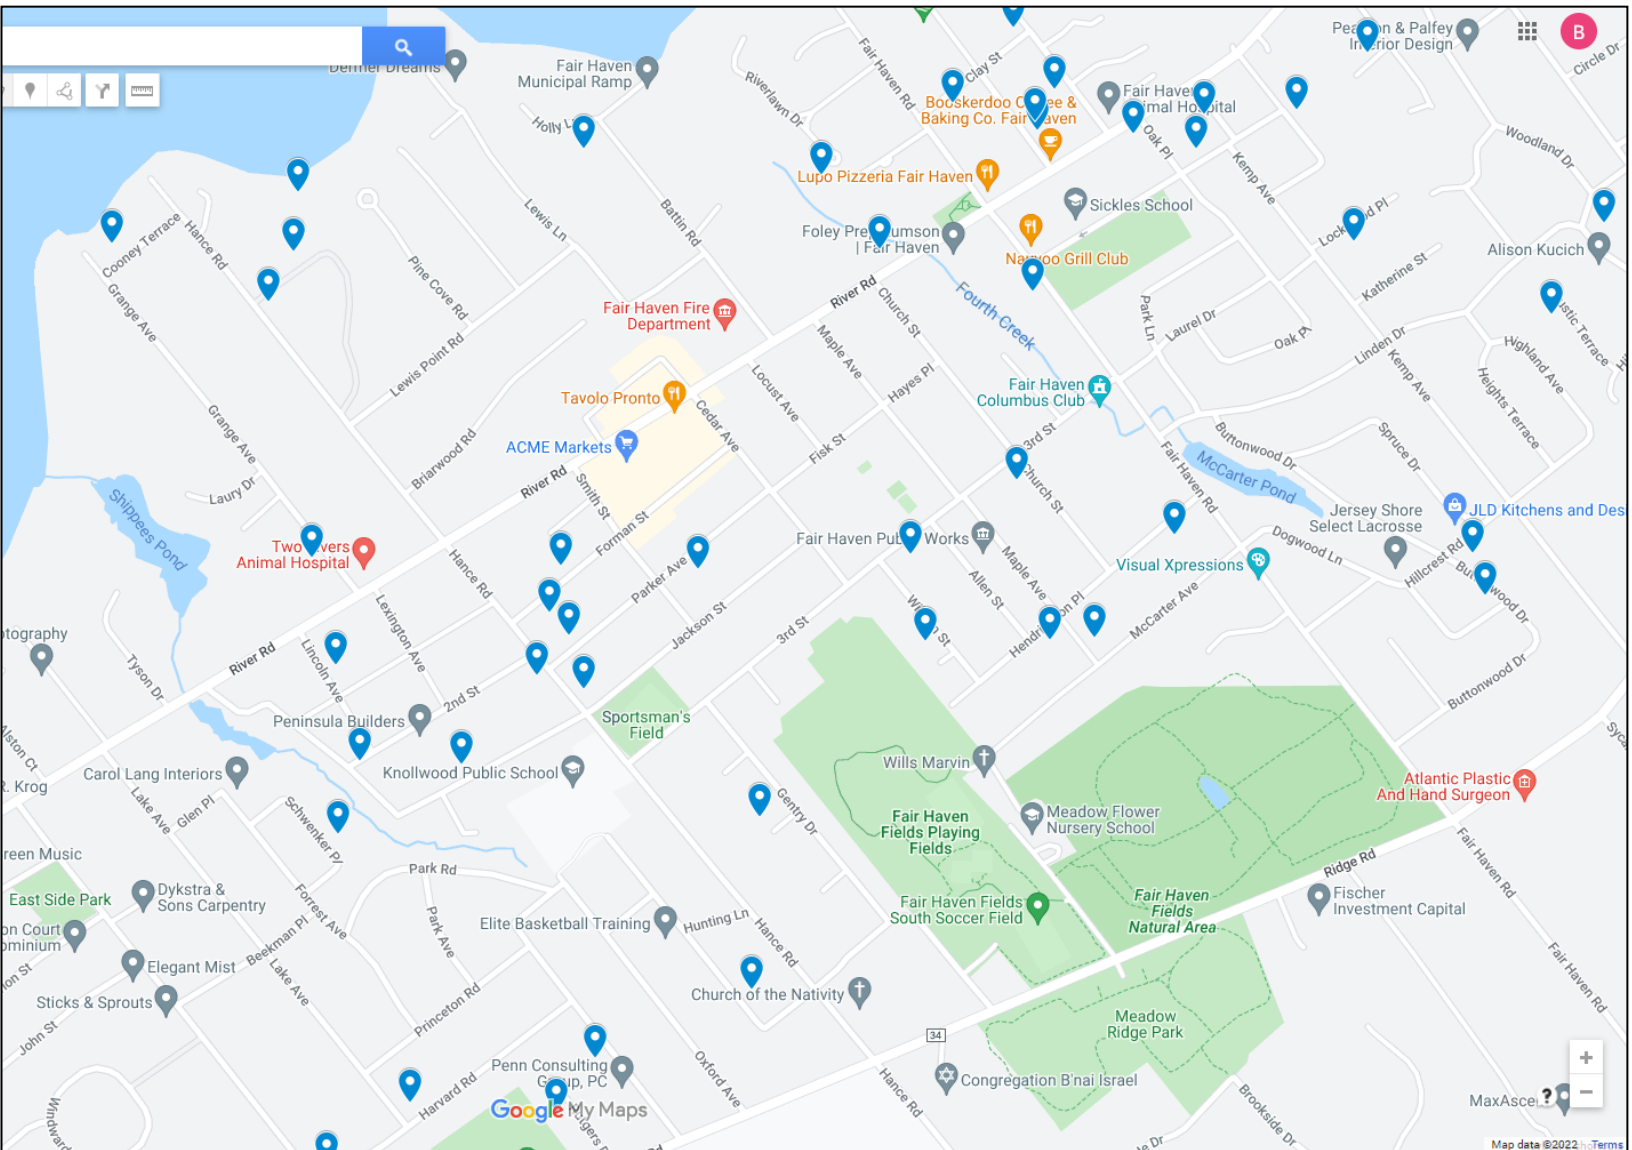 Fair Haven
Municipal Ramp
Riverlawn Dr
Fair Haven Rd
Clay St
Interior Design
B
Circle Dr
Baking Co. Fair
Fair Haven Rd
Oak Pl
Kemp Ave
Woodland Dr
Lupo Pizzeria Fair Haven
Sickles School
Foley
| Fair Haven
Grill Club
Alison Kucich
Cooney Terrace
Hance Rd
Lewis Ln
Battin Rd
Pine Cove Rd
Grange Ave
Fair Haven Fire
Department
River Rd
Church St
Fourth Creek
Park Ln
Laurel Dr
Oak Pl
Katherine St
Linden Dr
Kemp Ave
Highland Ave
Heights Terrace
Lewis Point Rd
Maple Ave
Locust Ave
Hayes Pl
Fair Haven
Columbus Club
Tavolo Pronto
Cedar Ave
ACME Markets
Fisk St
3rd St
Church St
Buttonwood Dr
Spruce Dr
McCarter Pond
Fair Haven Rd
Grange Ave
Briarwood Rd
River Rd
Laury Dr
Smith St
Forman St
Shippees Pond
Animal Hospital
Hance Rd
Parker Ave
Works
Jersey Shore
Select Lacrosse
JLD Kitchens and Des
Dogwood Ln
Hillcrest Rd
Visual Xpressions
Maple Ave
Allen St
McCarter Ave
Jackson St
3rd St
Lexington Ave
Lincoln Ave
River Rd
Tyson Dr
2nd St
Peninsula Builders
Sportsman's
Field
Buttonwood Dr
Carol Lang Interiors
Knollwood Public School
Wills Marvin
Atlantic Plastic
And Hand Surgeon
Krog
Lake Ave
Glen Pl
Schwenker Pl
Gentry Dr
Fair Haven
Fields Playing
Fields
Meadow Flower
Nursery School
Music
Park Rd
Ridge Rd
Fair Haven Rd
East Side Park
Dykstra &
Sons Carpentry
Forrest Ave
Park Ave
Elite Basketball Training
Hunting Ln
Hance Rd
Fair Haven Fields
South Soccer Field
Fair Haven
Fields
Natural Area
Fischer
Investment Capital
Court
Beekman Pl
Elegant Mist
Lake Ave
Sticks & Sprouts
Church of the Nativity
Fair Haven Rd
John St
Princeton Rd
Meadow
Ridge Park
34
Penn Consulting
Group, PC
Oxford Ave
Hance Rd
Congregation B'nai Israel
Harvard Rd
Brookside Dr
Google My Maps
Map data ©2022
Terms